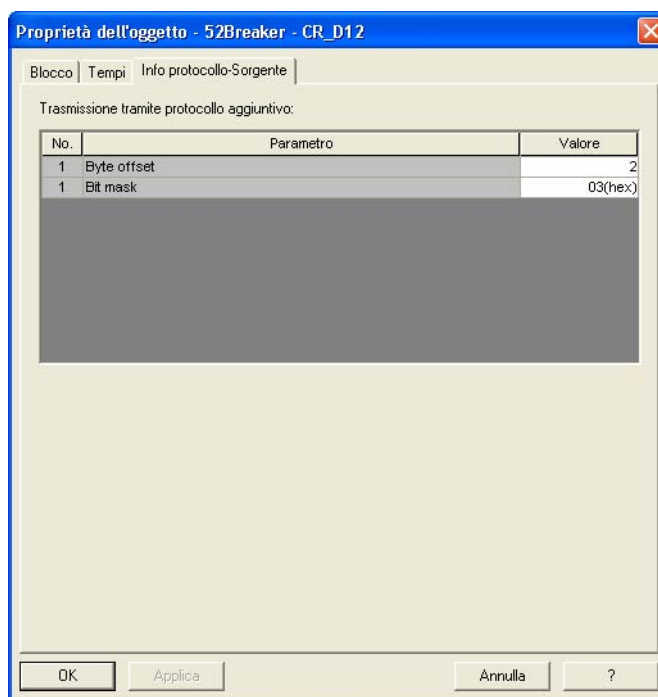 Proprietà dell'oggetto - 52Breaker - CR_D12
Blocco Tempi Info protocollo-Sorgente
Trasmissione tramite protocollo aggiuntivo:
No. Parametro Valore
1 Byte offset 2
1 Bit mask 03(hex)
OK Applica Annulla ?